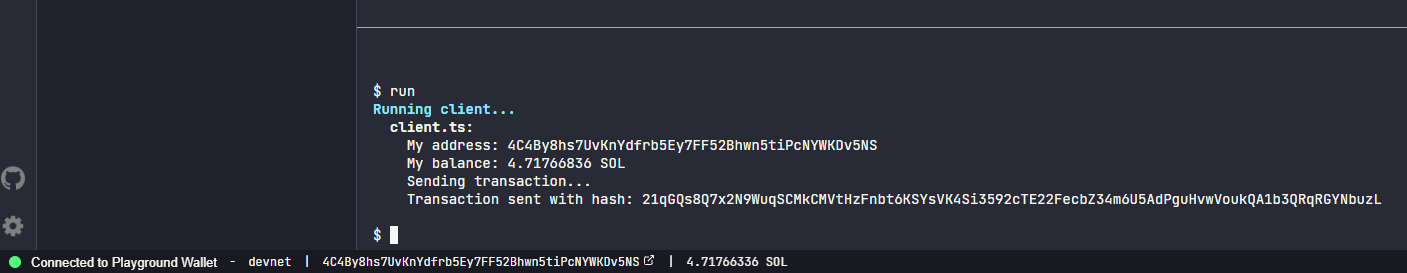 $ run
Running client...
client.ts:
My address: 4C4By8hs7UvKnYdfrb5Ey7FF52Bhwn5tiPcNYWKDv5NS
My balance: 4.71766836 SOL
Sending transaction...
Transaction sent with hash: 21qGQs8Q7x2N9WuqSCMkCMVtHzFnbt6KSYsVK4Si3592cTE22FecbZ34m6U5AdPguHvwVoukQA1b3QRqRGYNbuzL
$
Connected to Playground Wallet - devnet | 4C4By8hs7UvKnYdfrb5Ey7FF52Bhwn5tiPcNYWKDv5NS | 4.71766336 SOL